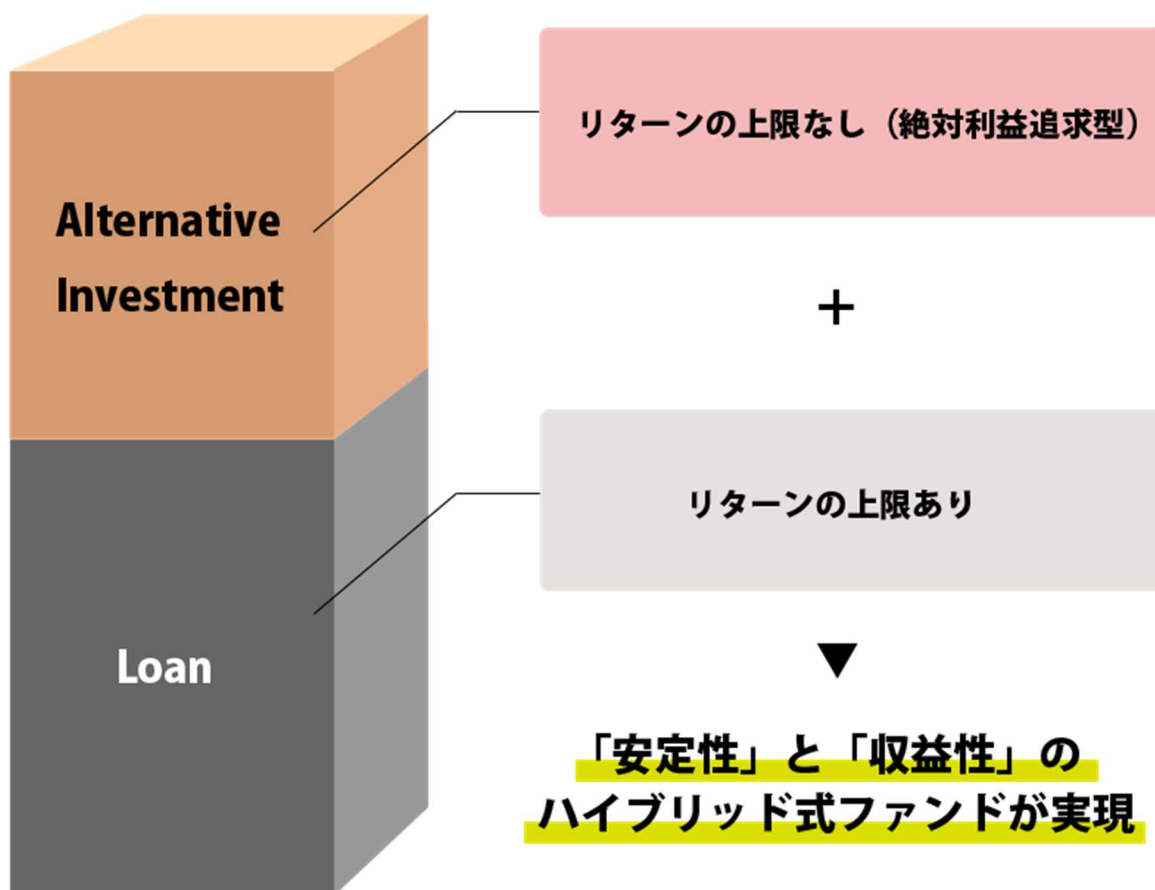 Alternative
Investment
リターンの上限なし（絶対利益追求型）
＋
Loan
リターンの上限あり
▼
「安定性」と「収益性」の
ハイブリッド式ファンドが実現